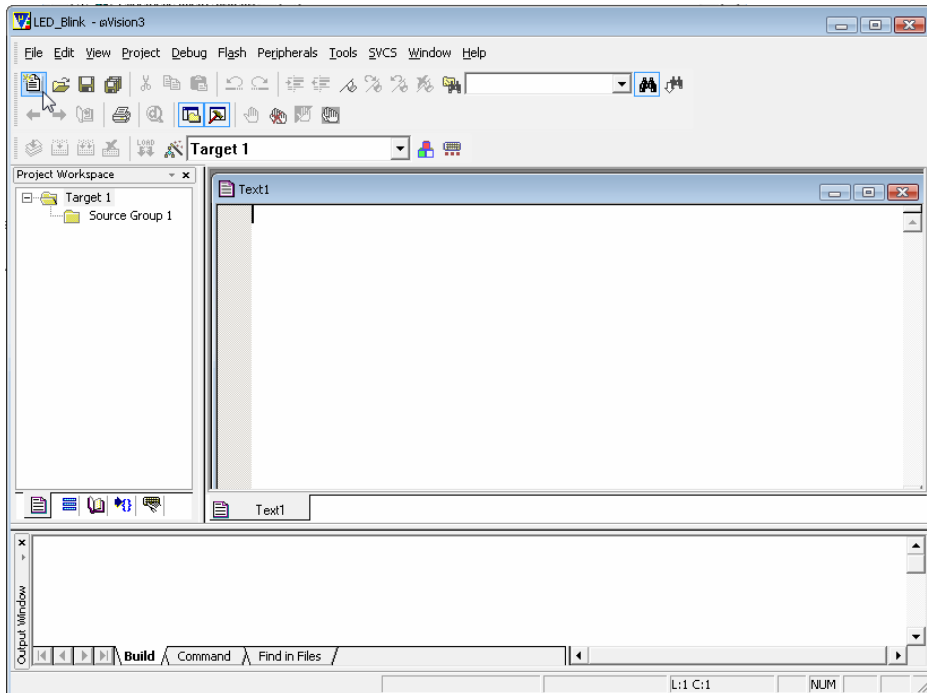 LED_Blink - µVision3
File Edit View Project Debug Flash Peripherals Tools SVCS Window Help
LOAD Target 1
Project Workspace
Target 1
Source Group 1
Text1
Text1
Output Window
Build Command Find in Files
L:1 C:1 NUM